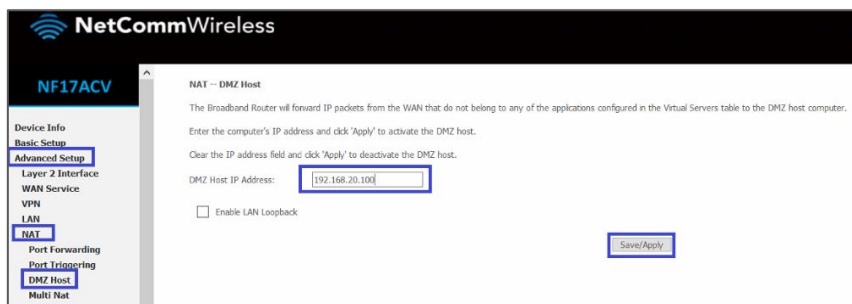 NetCommWireless
NF17ACV
Device Info
Basic Setup
Advanced Setup
Layer 2 Interface
WAN Service
VPN
LAN
NAT
Port Forwarding
Port Triggering
DMZ Host
Multi Nat
NAT -- DMZ Host
The Broadband Router will forward IP packets from the WAN that do not belong to any of the applications configured in the Virtual Servers table to the DMZ host computer.
Enter the computer's IP address and click 'Apply' to activate the DMZ host.
Clear the IP address field and click 'Apply' to deactivate the DMZ host.
DMZ Host IP Address: 192.168.20.100
Enable LAN Loopback
Save/Apply